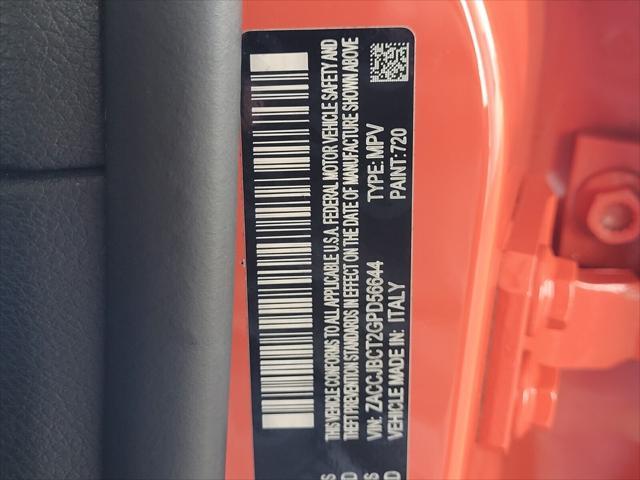 THIS VEHICLE CONFORMS TO ALL APPLICABLE U.S.A. FEDERAL MOTOR VEHICLE SAFETY AND
THEFT PREVENTION STANDARDS IN EFFECT ON THE DATE OF MANUFACTURE SHOWN ABOVE
VIN: ZACCJBCT2GPD56644 TYPE: MPV
VEHICLE MADE IN: ITALY PAINT: 720